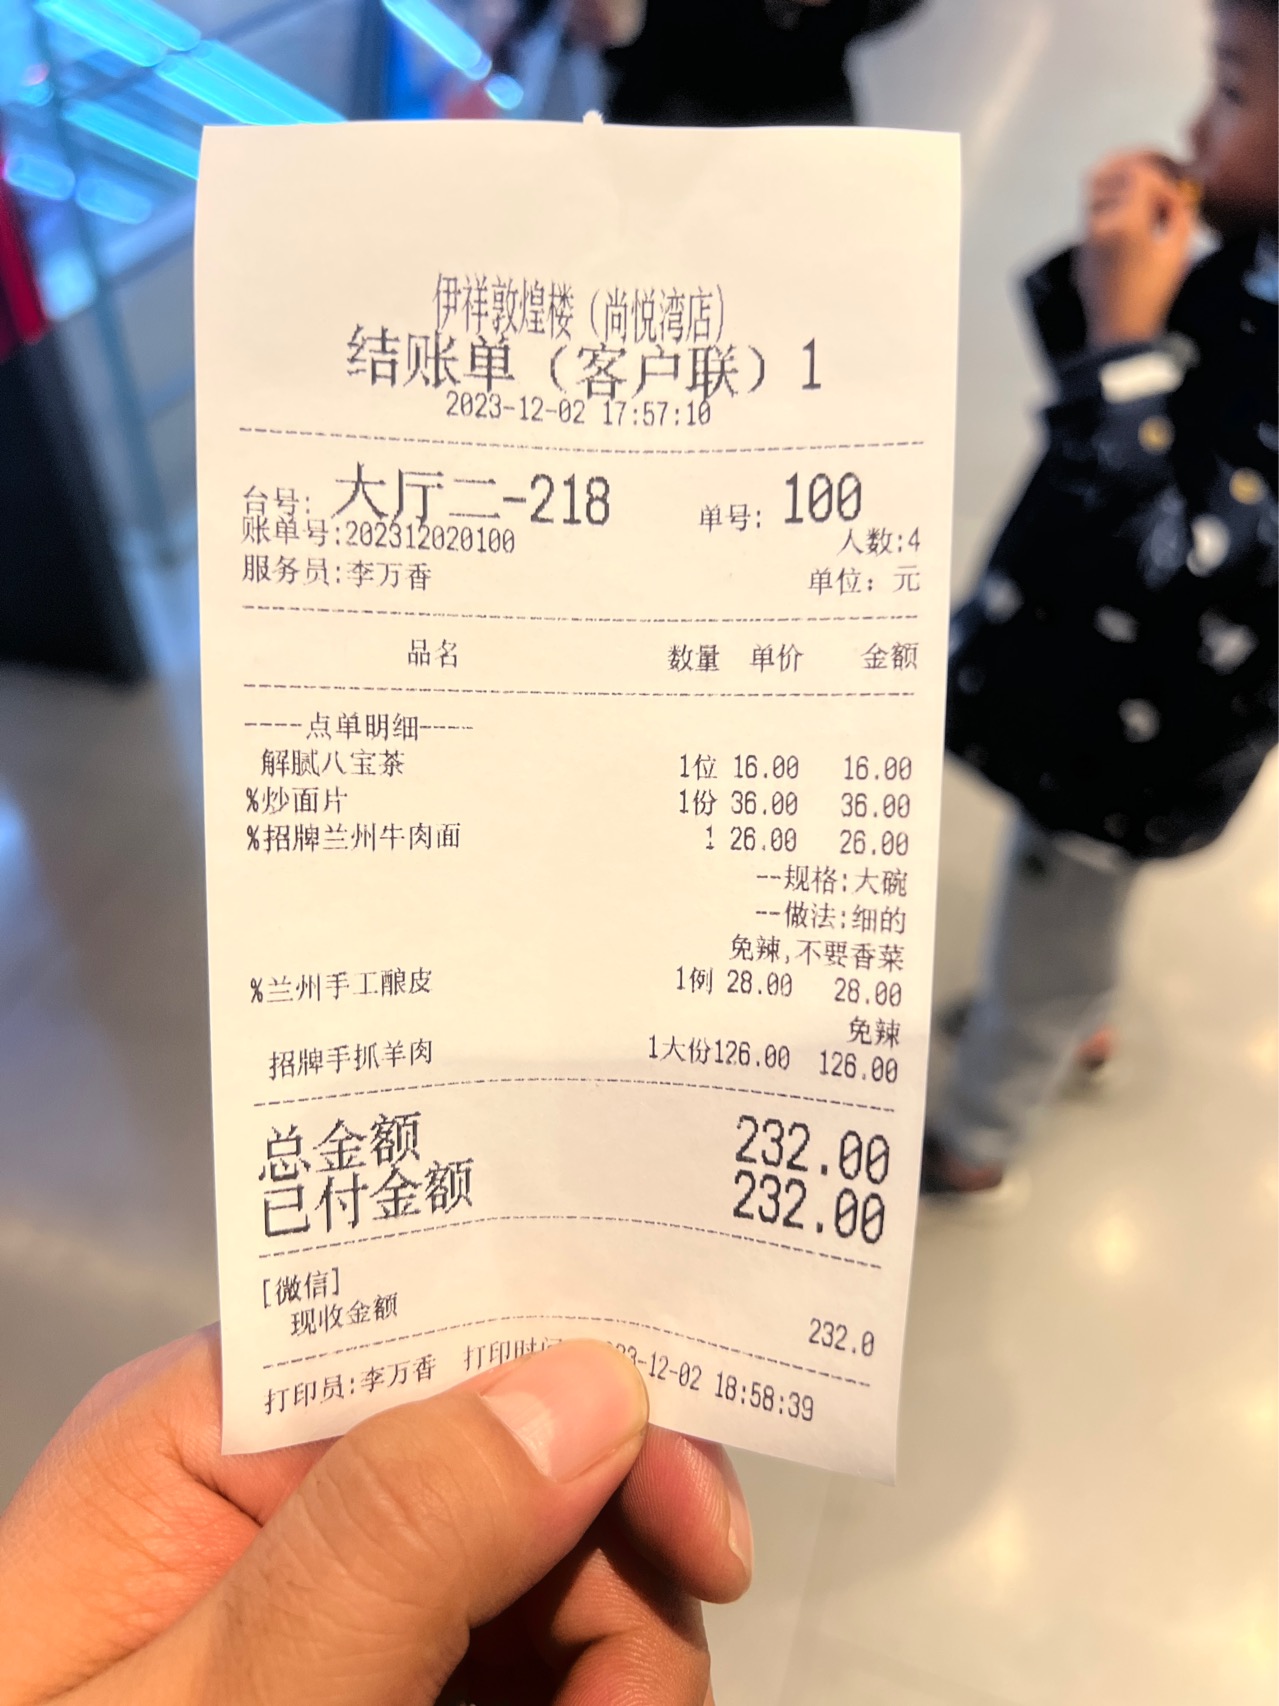 伊祥敦煌楼（尚悦湾店）
结账单（客户联）1
2023-12-02 17:57:10
台号: 大厅二-218 单号: 100
账单号:202312020100 人数:4
服务员:李万香 单位: 元
品名 数量 单价 金额
----点单明细----
解腻八宝茶 1位 16.00 16.00
%炒面片 1份 36.00 36.00
%招牌兰州牛肉面 1 26.00 26.00
--规格:大碗
--做法:细的
免辣,不要香菜
%兰州手工酿皮 1例 28.00 28.00
免辣
招牌手抓羊肉 1大份126.00 126.00
总金额 232.00
已付金额 232.00
[微信]
现收金额 232.0
打印员:李万香 打印时间 23-12-02 18:58:39